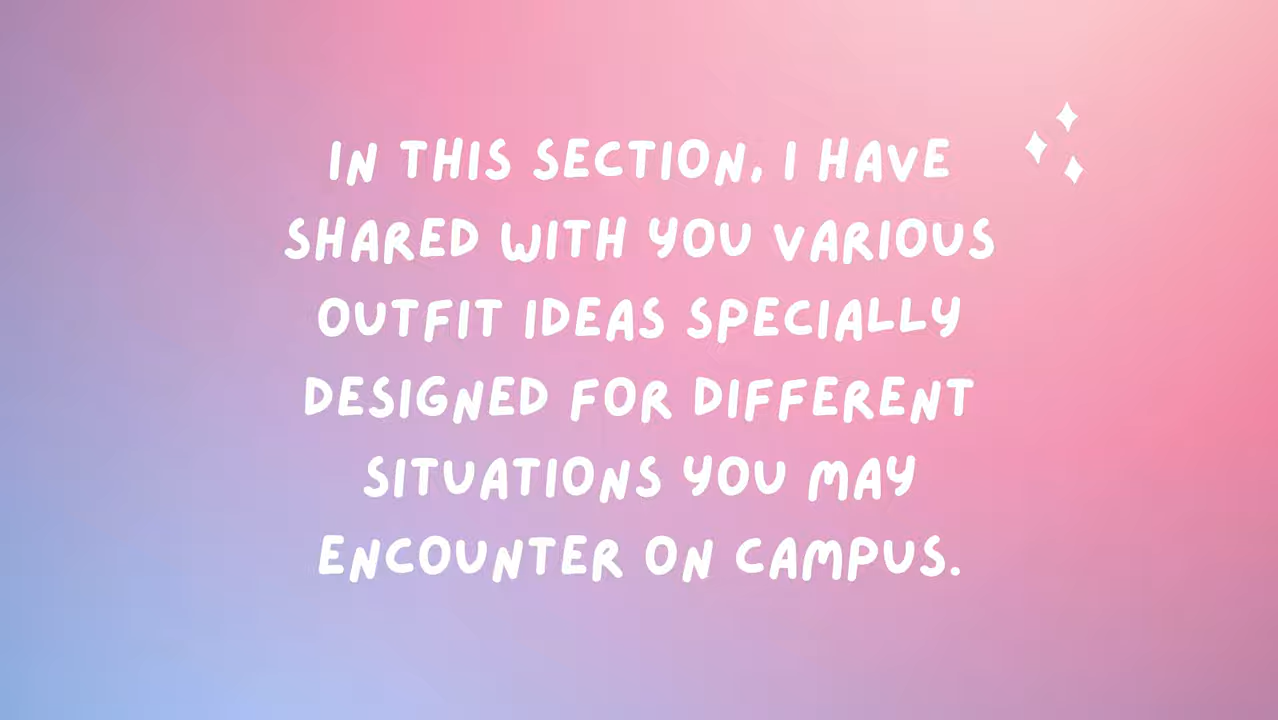 IN THIS SECTION, I HAVE
SHARED WITH YOU VARIOUS
OUTFIT IDEAS SPECIALLY
DESIGNED FOR DIFFERENT
SITUATIONS YOU MAY
ENCOUNTER ON CAMPUS.